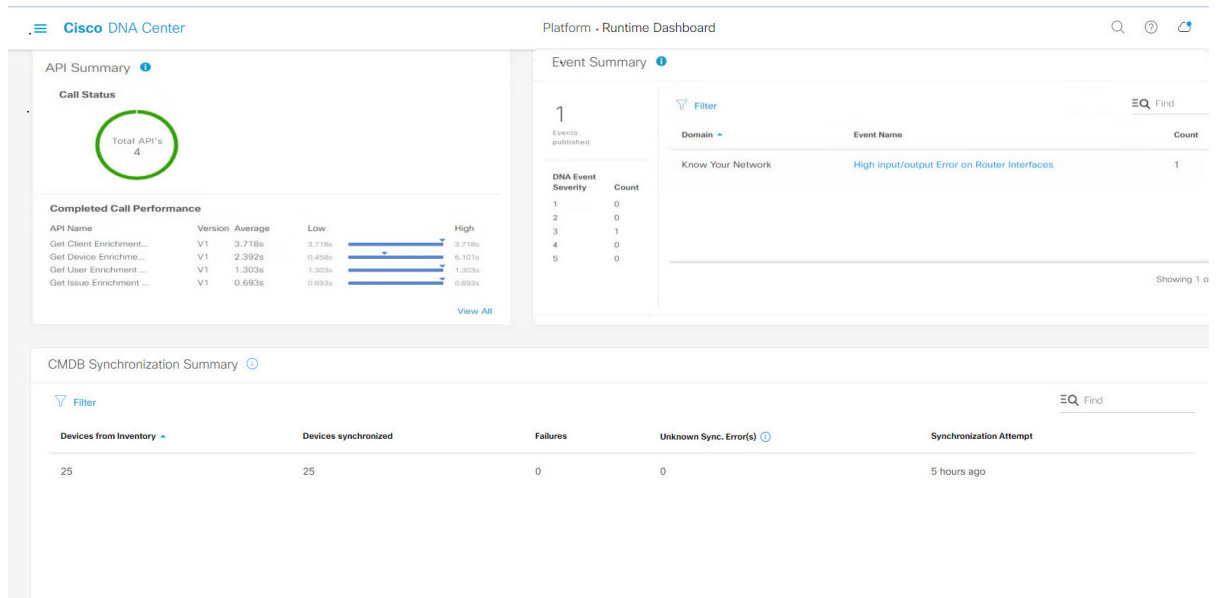 Cisco DNA Center
Platform • Runtime Dashboard
API Summary
Call Status
Total API's
4
Completed Call Performance
API Name Version Average Low High
Get Client Enrichment... V1 3.718s 3.718s 3.718s
Get Device Enrichme... V1 2.392s 0.458s 6.101s
Get User Enrichment ... V1 1.303s 1.303s 1.303s
Get Issue Enrichment ... V1 0.693s 0.693s 0.693s
View All
Event Summary
1
Events
published
DNA Event
Severity Count
1 0
2 0
3 1
4 0
5 0
Filter
Find
Domain Event Name Count
Know Your Network High input/output Error on Router Interfaces 1
Showing 1 o
CMDB Synchronization Summary
Filter
Find
Devices from Inventory Devices synchronized Failures Unknown Sync. Error(s) Synchronization Attempt
25 25 0 0 5 hours ago